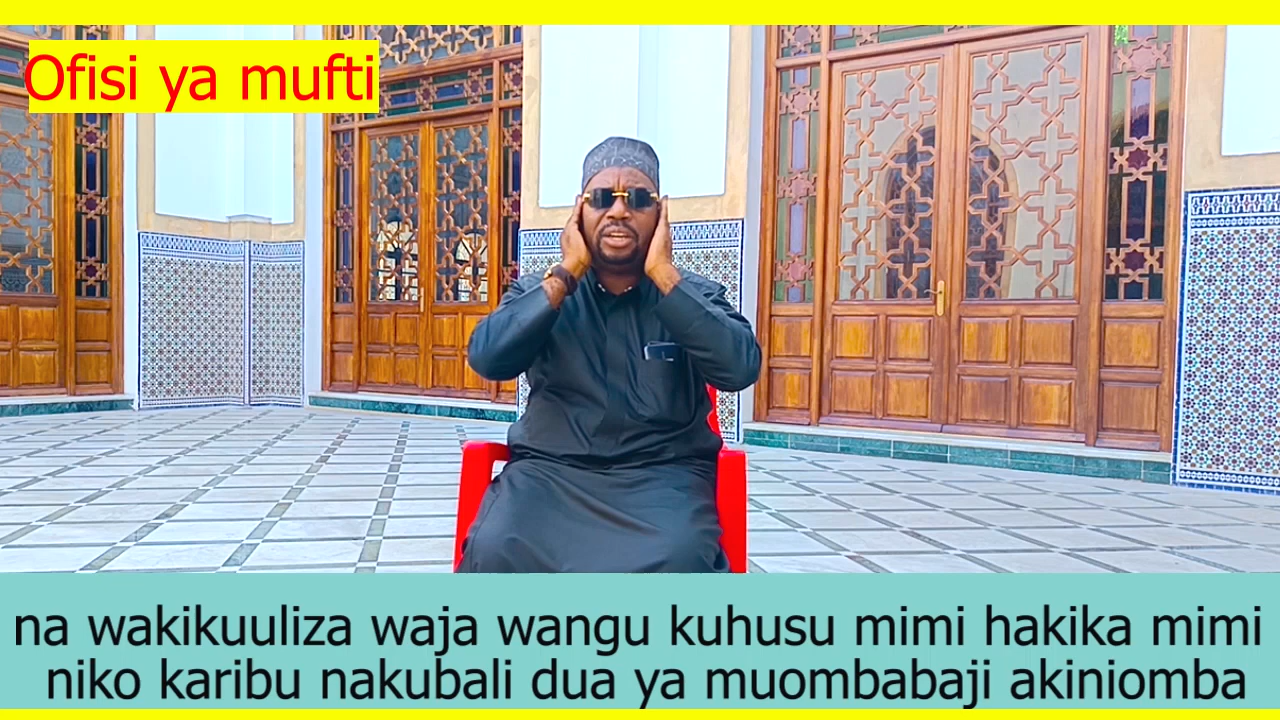 Ofisi ya mufti
na wakikuuliza waja wangu kuhusu mimi hakika mimi
niko karibu nakubali dua ya muombabaji akiniomba